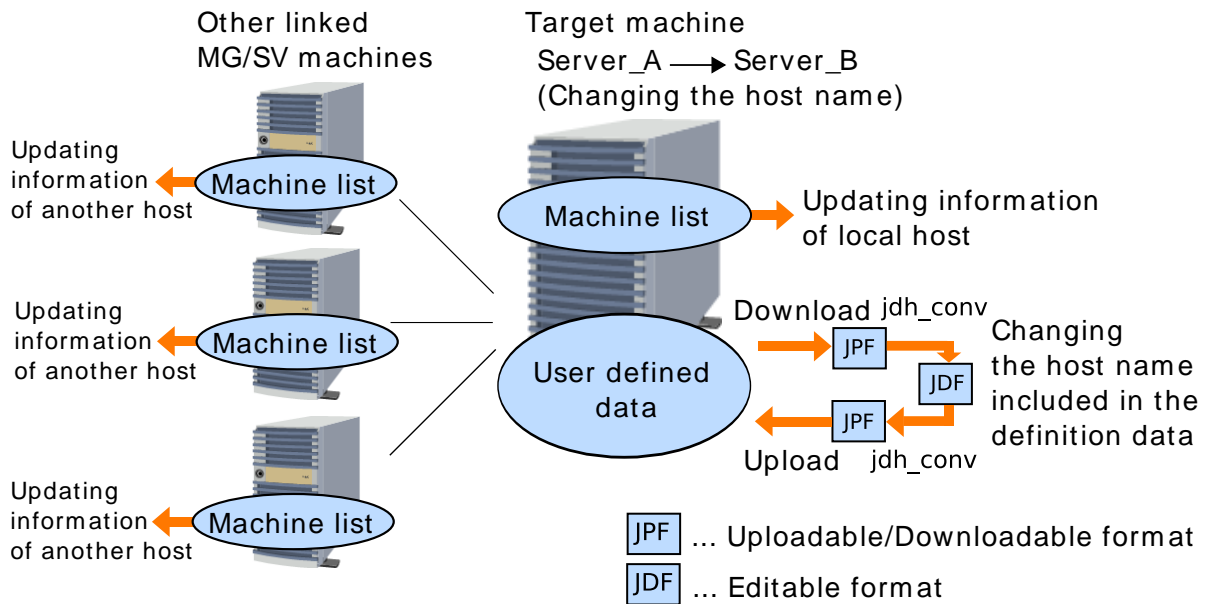 Other linked
MG/SV machines
Target machine
Server_A → Server_B
(Changing the host name)
Updating
information
of another host
Machine list
Machine list
Updating information
of local host
Updating
information
of another host
Machine list
User defined
data
Download
jdh_conv
JPF
JDF
JPF
Upload
jdh_conv
Changing
the host name
included in the
definition data
Updating
information
of another host
Machine list
JPF ... Uploadable/Downloadable format
JDF ... Editable format